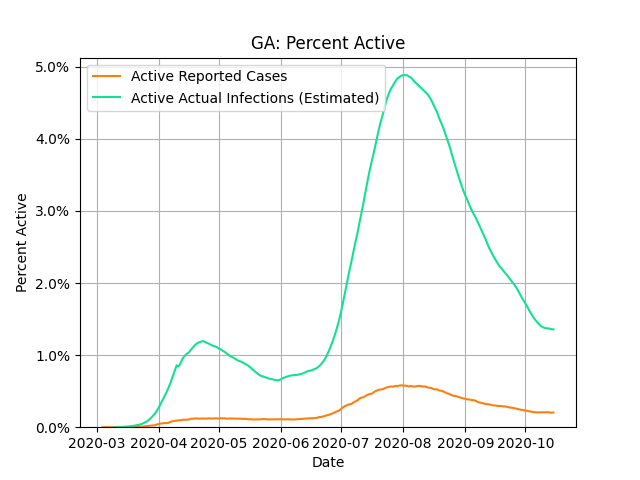 GA: Percent Active
Active Reported Cases
Active Actual Infections (Estimated)
5.0%
4.0%
3.0%
2.0%
1.0%
0.0%
Percent Active
2020-03 2020-04 2020-05 2020-06 2020-07 2020-08 2020-09 2020-10
Date